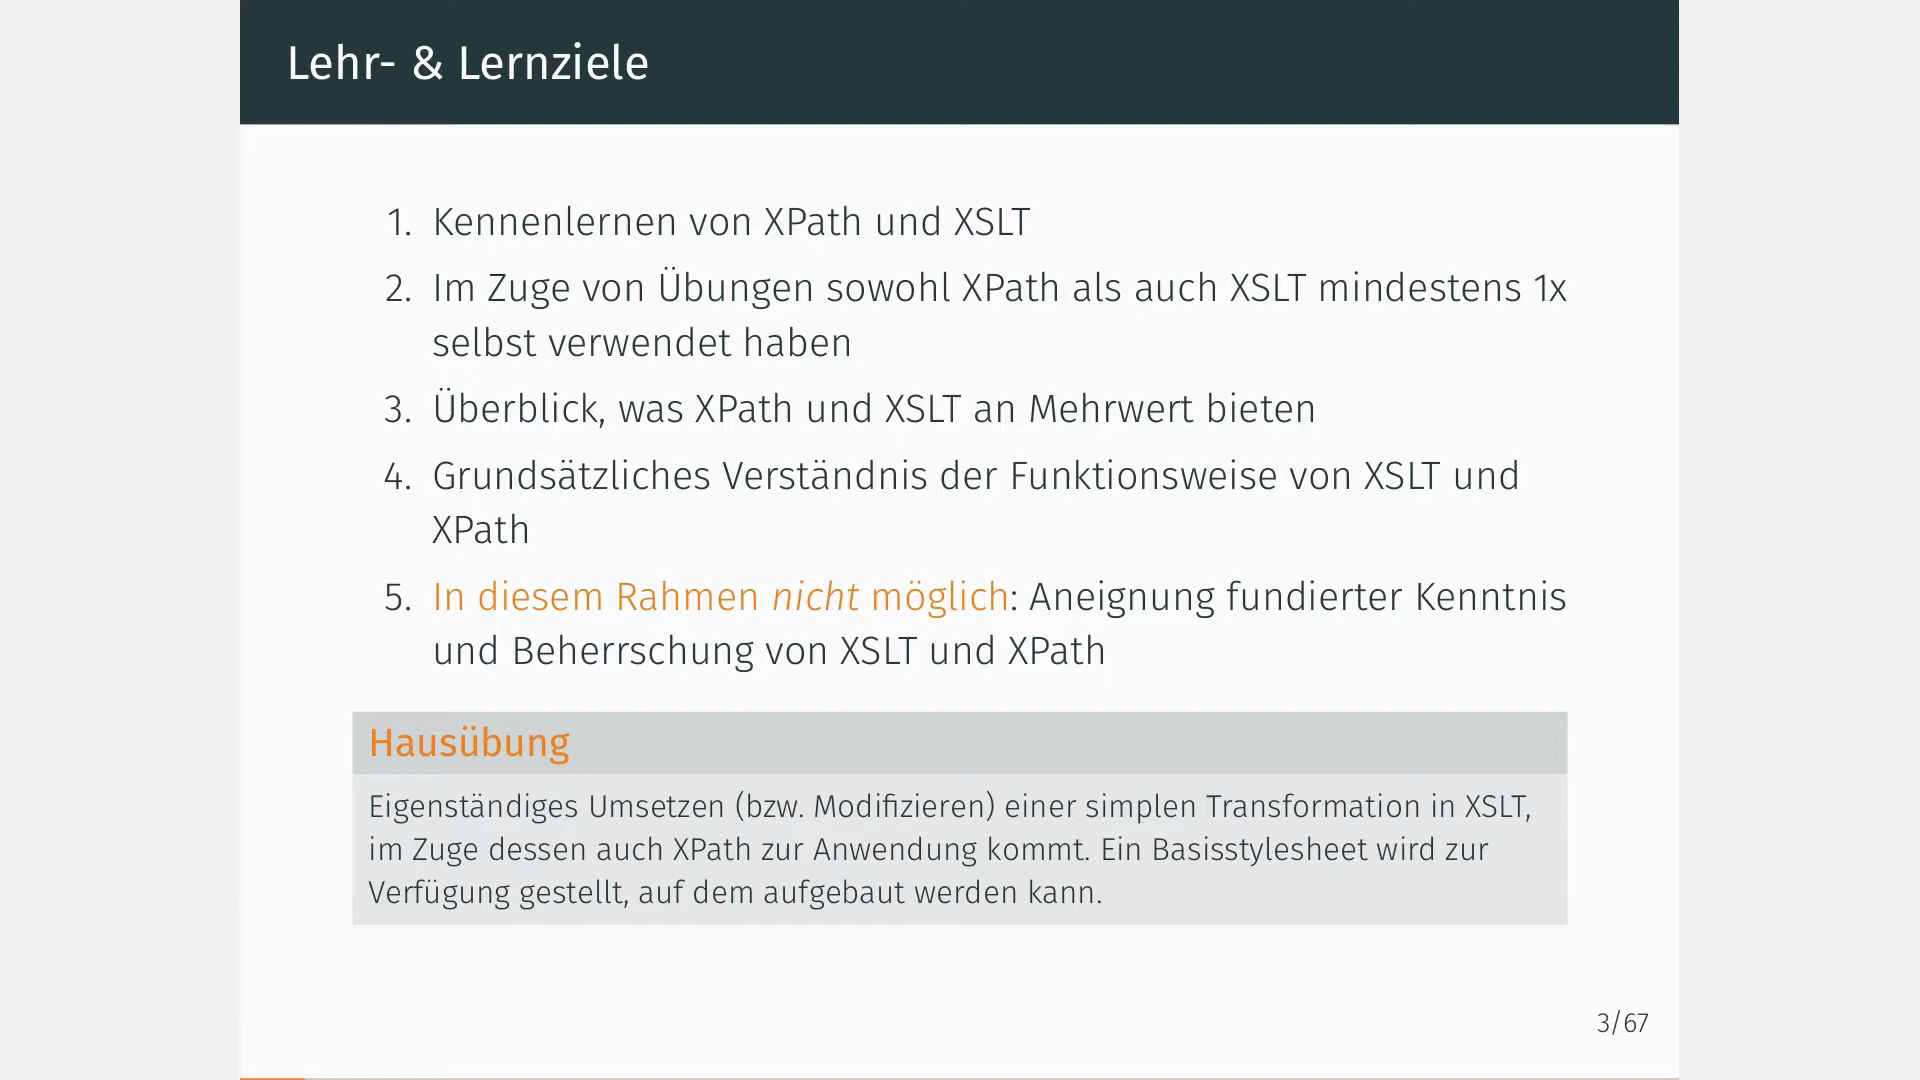 Lehr- & Lernziele
1. Kennenlernen von XPath und XSLT
2. Im Zuge von Übungen sowohl XPath als auch XSLT mindestens 1x
selbst verwendet haben
3. Überblick, was XPath und XSLT an Mehrwert bieten
4. Grundsätzliches Verständnis der Funktionsweise von XSLT und
XPath
5. In diesem Rahmen nicht möglich: Aneignung fundierter Kenntnis
und Beherrschung von XSLT und XPath
Hausübung
Eigenständiges Umsetzen (bzw. Modifizieren) einer simplen Transformation in XSLT,
im Zuge dessen auch XPath zur Anwendung kommt. Ein Basisstylesheet wird zur
Verfügung gestellt, auf dem aufgebaut werden kann.
3/67